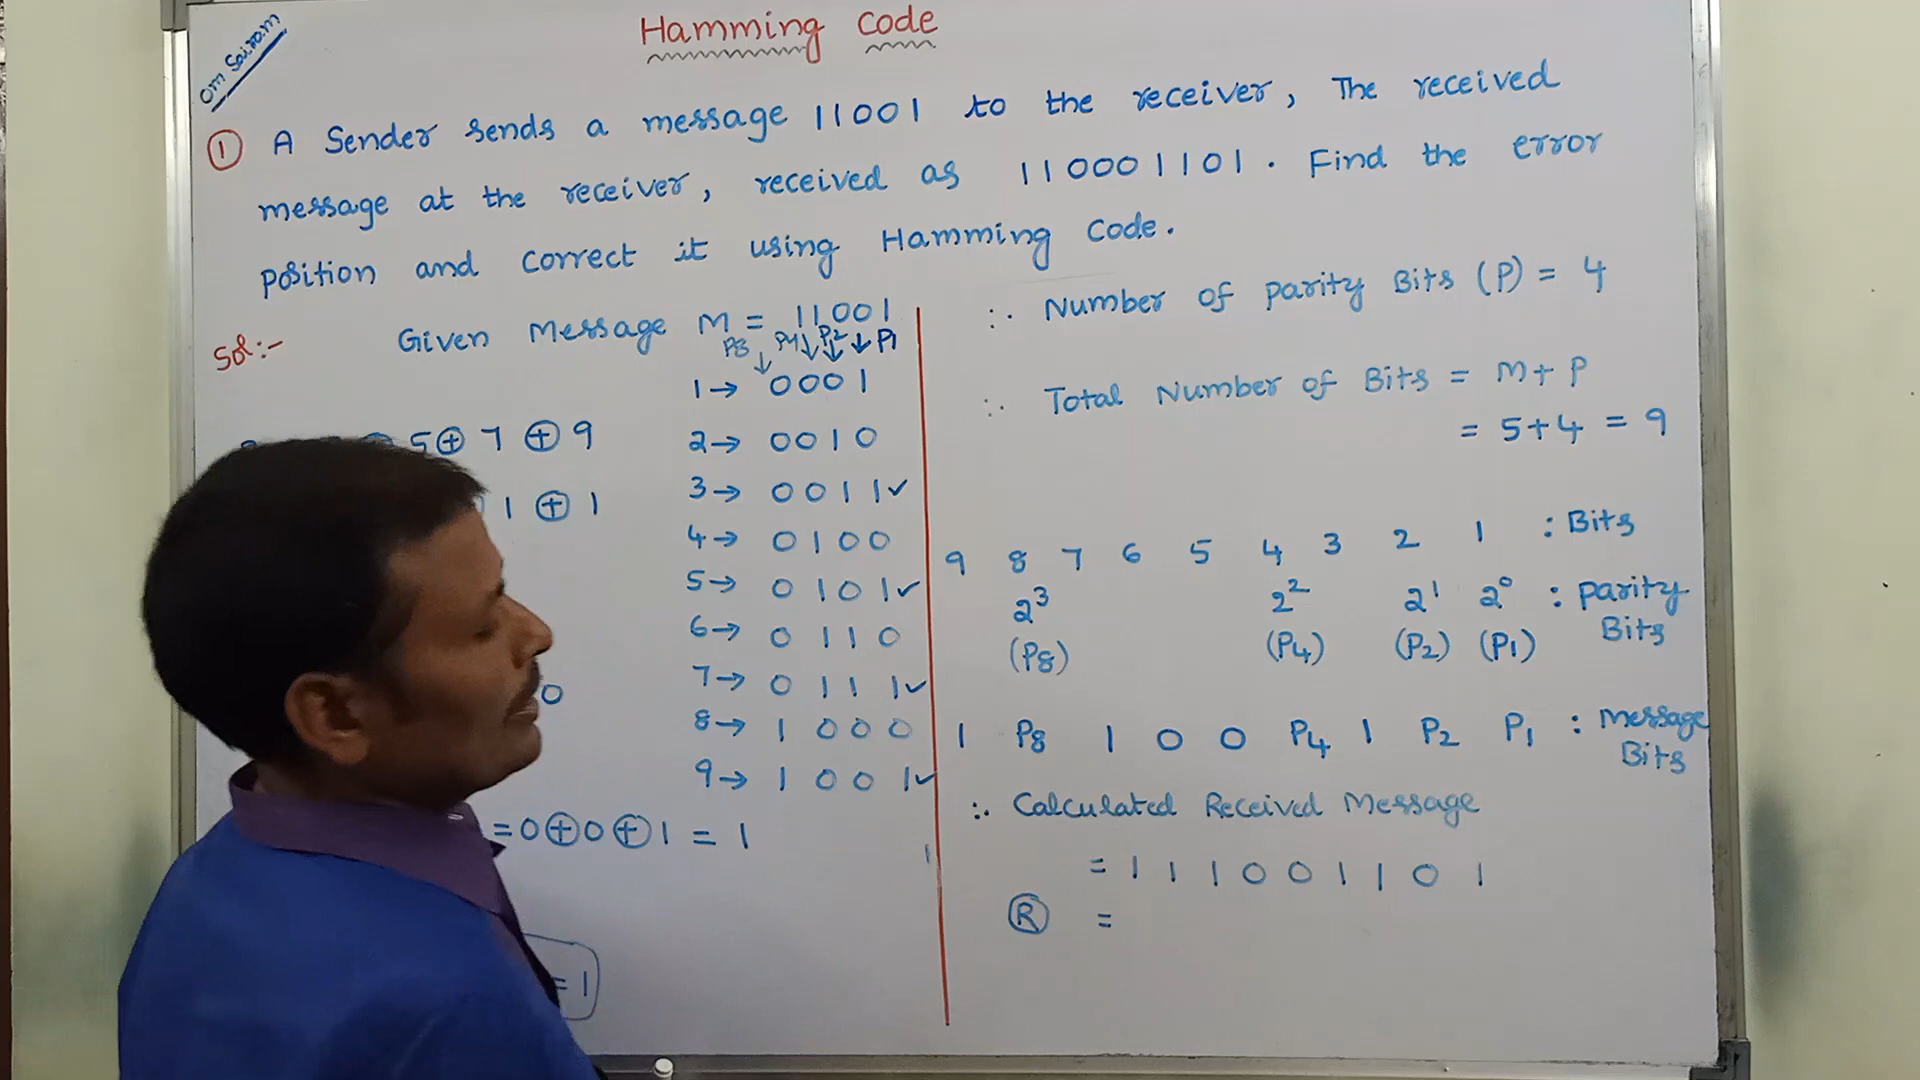 Hamming Code
Om Sairam
① A Sender sends a message 11001 to the receiver, The received
message at the receiver, received as 110001101. Find the error
position and correct it using Hamming Code.
Sol:- Given Message M = 11001
P8 P4 P2 P1
1 → 0001
2 → 0010
3 → 0011 ✓
4 → 0100
5 → 0101 ✓
6 → 0110
7 → 0111 ✓
8 → 1000
9 → 1001 ✓
5 ⊕ 7 ⊕ 9
1 ⊕ 1
0
= 0 ⊕ 0 ⊕ 1 = 1
= 1
∴ Number of parity Bits (P) = 4
∴ Total Number of Bits = M + P
= 5+4 = 9
9 8 7 6 5 4 3 2 1 : Bits
2³ 2² 2¹ 2⁰ : parity
(P8) (P4) (P2) (P1) Bits
1 P8 1 0 0 P4 1 P2 P1 : Message
Bits
∴ Calculated Received Message
= 1 1 1 0 0 1 1 0 1
Ⓡ =